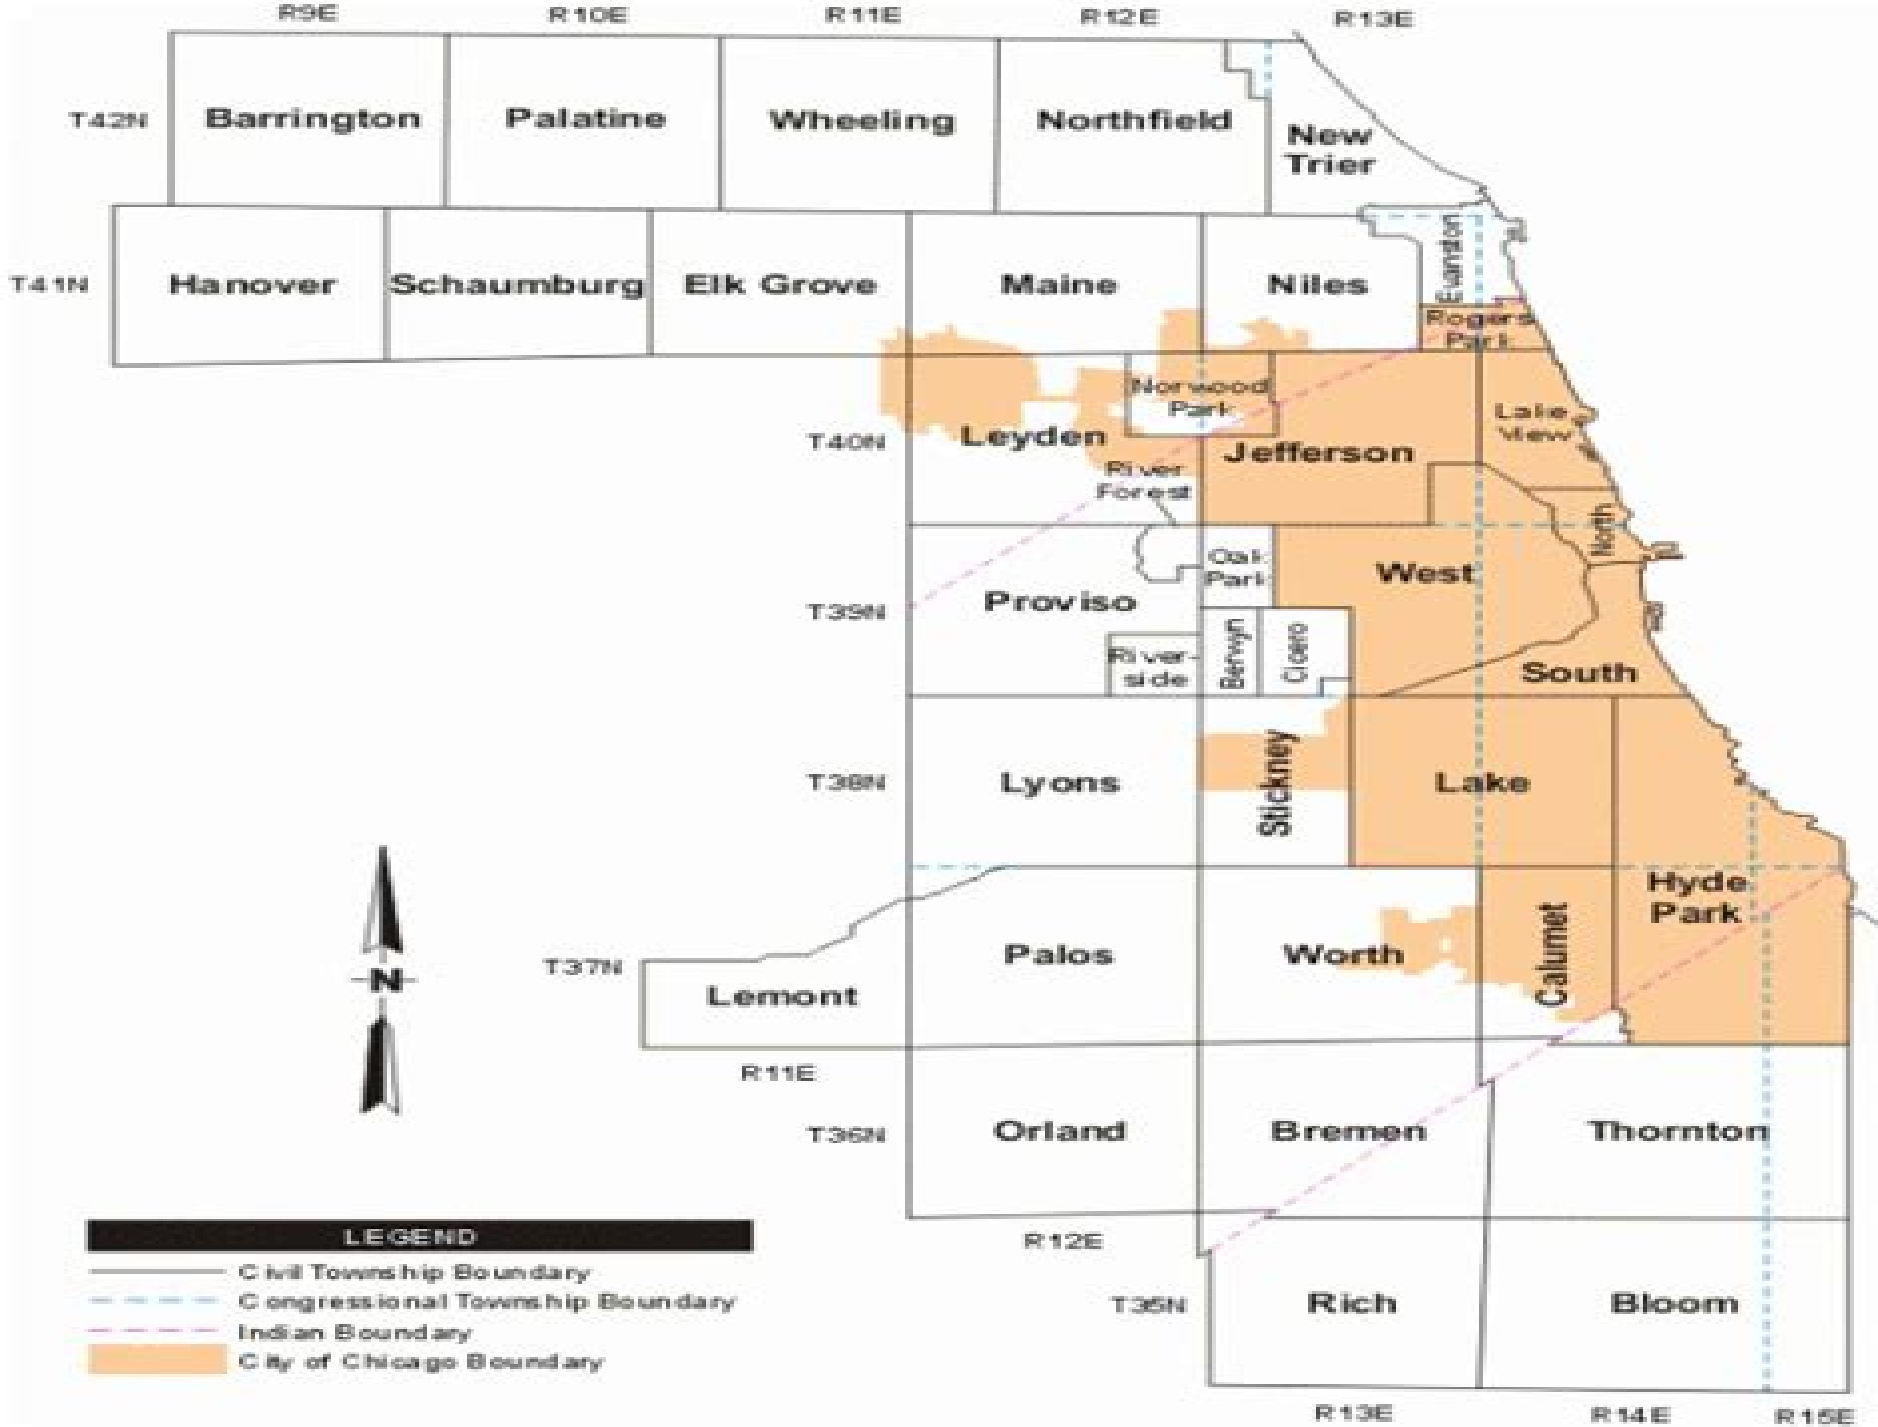 R9E R10E R11E R12E R13E
T42N Barrington Palatine Wheeling Northfield
New
Trier
T41N Hanover Schaumburg Elk Grove Maine Niles Evanston
Rogers
Park
Norwood
Park
Lake
View
T40N Leyden Jefferson
River
Forest
North
Oak
Park
West
T39N Proviso
Berwyn Cicero
River-
side
South
T38N Lyons Stickney Lake
Hyde
Park
T37N Lemont Palos Worth Calumet
N
R11E
T36N Orland Bremen Thornton
R12E
T35N Rich Bloom
R13E R14E R15E
LEGEND
Civil Township Boundary
Congressional Township Boundary
Indian Boundary
City of Chicago Boundary